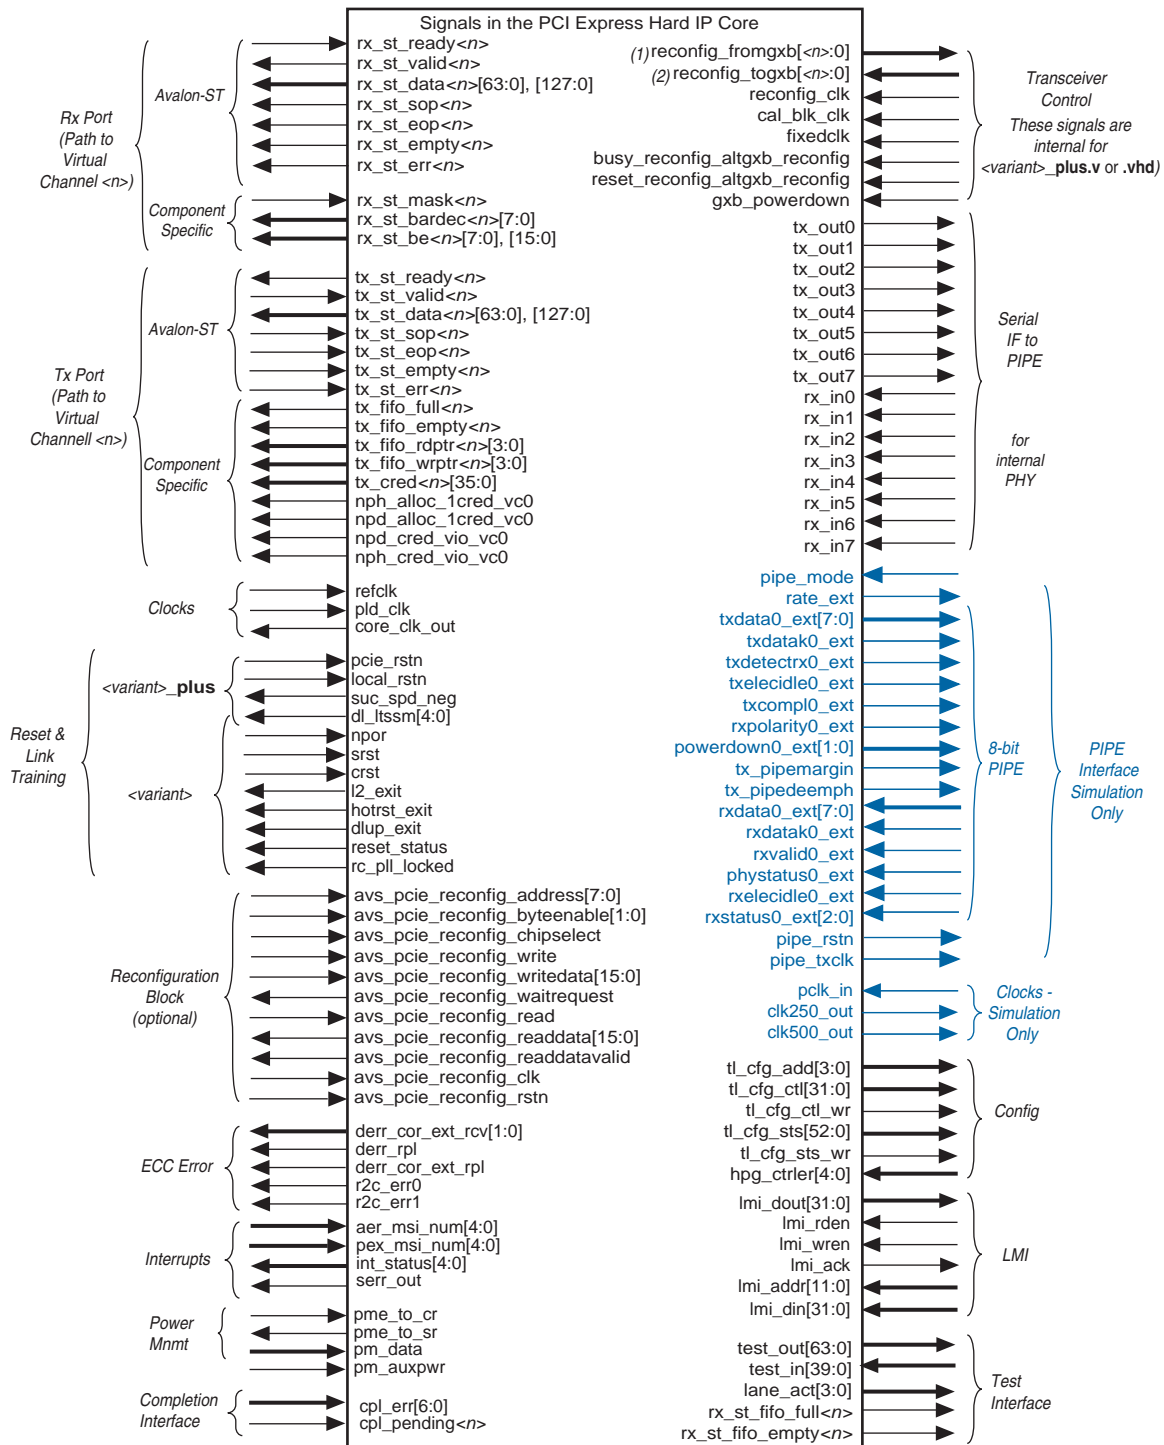 Signals in the PCI Express Hard IP Core
Rx Port
(Path to
Virtual
Channel <n>)
Avalon-ST
rx_st_ready<n>
rx_st_valid<n>
rx_st_data<n>[63:0], [127:0]
rx_st_sop<n>
rx_st_eop<n>
rx_st_empty<n>
rx_st_err<n>
Component
Specific
rx_st_mask<n>
rx_st_bardec<n>[7:0]
rx_st_be<n>[7:0], [15:0]
Tx Port
(Path to
Virtual
Channell <n>)
Avalon-ST
tx_st_ready<n>
tx_st_valid<n>
tx_st_data<n>[63:0], [127:0]
tx_st_sop<n>
tx_st_eop<n>
tx_st_empty<n>
tx_st_err<n>
Component
Specific
tx_fifo_full<n>
tx_fifo_empty<n>
tx_fifo_rdptr<n>[3:0]
tx_fifo_wrptr<n>[3:0]
tx_cred<n>[35:0]
nph_alloc_1cred_vc0
npd_alloc_1cred_vc0
npd_cred_vio_vc0
nph_cred_vio_vc0
Clocks
refclk
pld_clk
core_clk_out
Reset &
Link
Training
<variant>_plus
pcie_rstn
local_rstn
suc_spd_neg
dl_ltssm[4:0]
<variant>
npor
srst
crst
l2_exit
hotrst_exit
dlup_exit
reset_status
rc_pll_locked
Reconfiguration
Block
(optional)
avs_pcie_reconfig_address[7:0]
avs_pcie_reconfig_byteenable[1:0]
avs_pcie_reconfig_chipselect
avs_pcie_reconfig_write
avs_pcie_reconfig_writedata[15:0]
avs_pcie_reconfig_waitrequest
avs_pcie_reconfig_read
avs_pcie_reconfig_readdata[15:0]
avs_pcie_reconfig_readdatavalid
avs_pcie_reconfig_clk
avs_pcie_reconfig_rstn
ECC Error
derr_cor_ext_rcv[1:0]
derr_rpl
derr_cor_ext_rpl
r2c_err0
r2c_err1
Interrupts
aer_msi_num[4:0]
pex_msi_num[4:0]
int_status[4:0]
serr_out
Power
Mnmt
pme_to_cr
pme_to_sr
pm_data
pm_auxpwr
Completion
Interface
cpl_err[6:0]
cpl_pending<n>
(1) reconfig_fromgxb[<n>:0]
(2) reconfig_togxb[<n>:0]
reconfig_clk
cal_blk_clk
fixedclk
busy_reconfig_altgxb_reconfig
reset_reconfig_altgxb_reconfig
gxb_powerdown
Transceiver
Control
These signals are
internal for
<variant>_plus.v or .vhd)
tx_out0
tx_out1
tx_out2
tx_out3
tx_out4
tx_out5
tx_out6
tx_out7
rx_in0
rx_in1
rx_in2
rx_in3
rx_in4
rx_in5
rx_in6
rx_in7
Serial
IF to
PIPE
for
internal
PHY
pipe_mode
rate_ext
txdata0_ext[7:0]
txdatak0_ext
txdetectrx0_ext
txelecidle0_ext
txcompl0_ext
rxpolarity0_ext
powerdown0_ext[1:0]
tx_pipemargin
tx_pipedeemph
rxdata0_ext[7:0]
rxdatak0_ext
rxvalid0_ext
phystatus0_ext
rxelecidle0_ext
rxstatus0_ext[2:0]
pipe_rstn
pipe_txclk
8-bit
PIPE
PIPE
Interface
Simulation
Only
pclk_in
clk250_out
clk500_out
Clocks -
Simulation
Only
tl_cfg_add[3:0]
tl_cfg_ctl[31:0]
tl_cfg_ctl_wr
tl_cfg_sts[52:0]
tl_cfg_sts_wr
hpg_ctrler[4:0]
Config
lmi_dout[31:0]
lmi_rden
lmi_wren
lmi_ack
lmi_addr[11:0]
lmi_din[31:0]
LMI
test_out[63:0]
test_in[39:0]
lane_act[3:0]
rx_st_fifo_full<n>
rx_st_fifo_empty<n>
Test
Interface